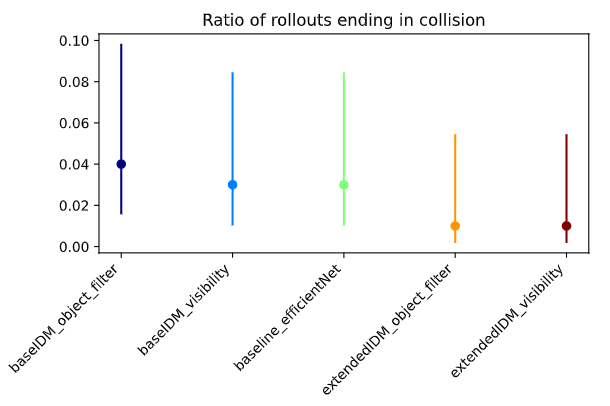 Ratio of rollouts ending in collision
0.10
0.08
0.06
0.04
0.02
0.00
baseIDM_object_filter
baseIDM_visibility
baseline_efficientNet
extendedIDM_object_filter
extendedIDM_visibility